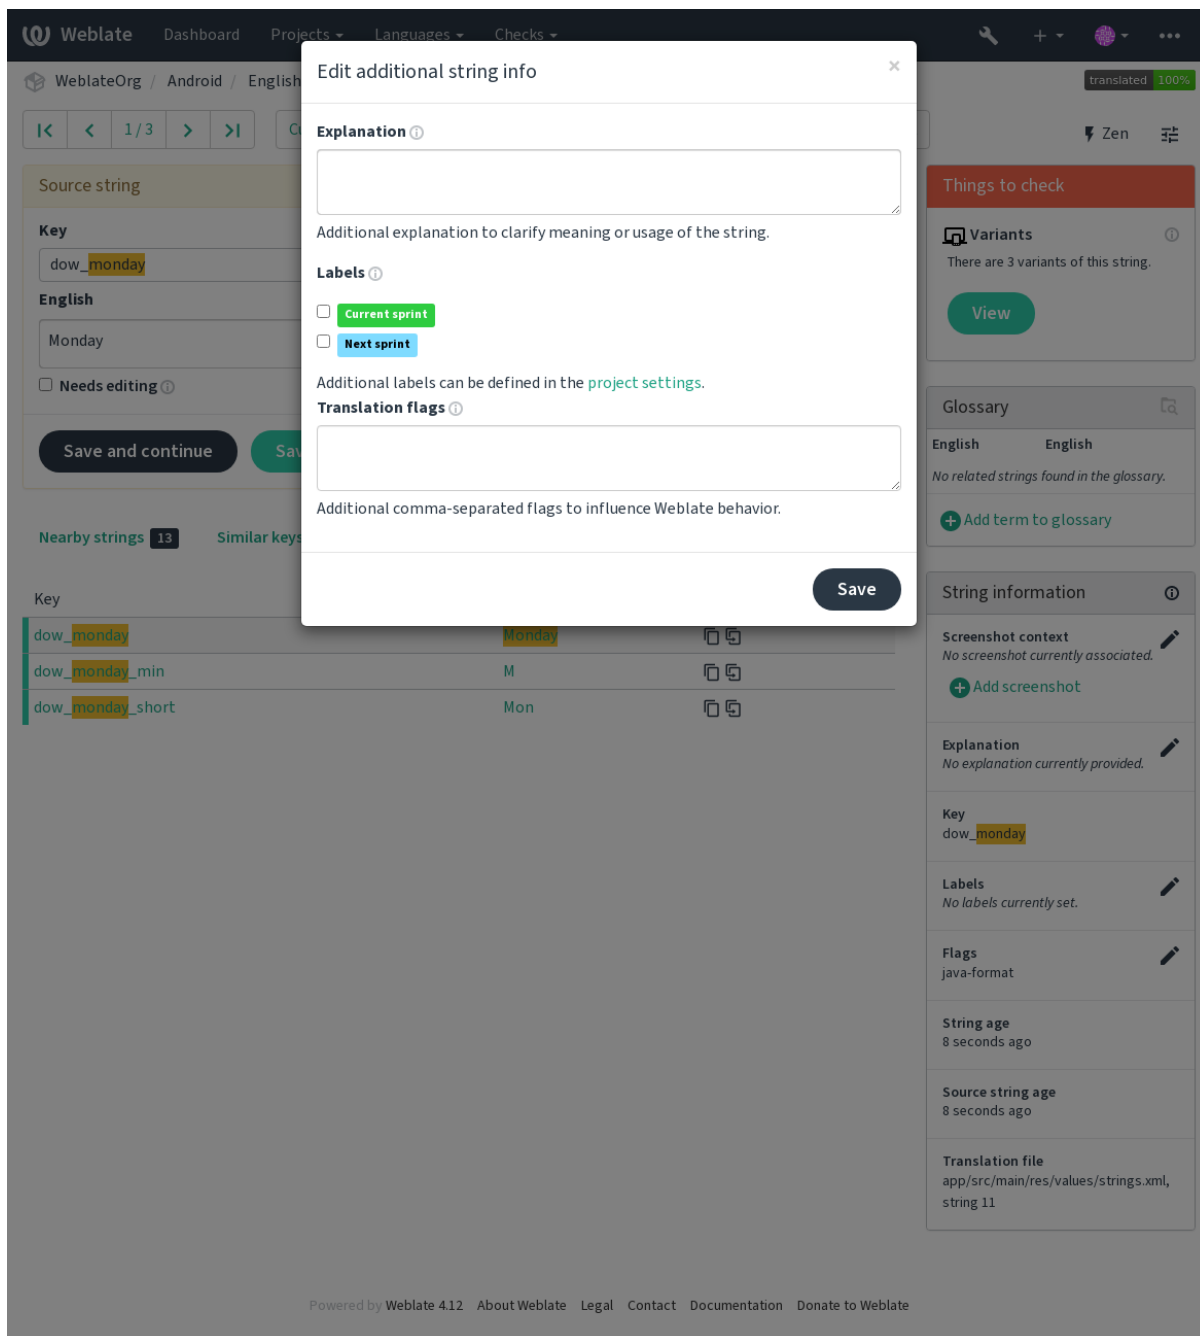 Weblate Dashboard Projects Languages Checks
WeblateOrg / Android / English
translated 100%
1 / 3
Zen
Edit additional string info
×
Explanation
Additional explanation to clarify meaning or usage of the string.
Labels
Current sprint
Next sprint
Additional labels can be defined in the project settings.
Translation flags
Additional comma-separated flags to influence Weblate behavior.
Save
Source string
Key
dow_monday
English
Monday
Needs editing
Save and continue
Nearby strings 13 Similar keys
Key
dow_monday Monday
dow_monday_min M
dow_monday_short Mon
Things to check
Variants
There are 3 variants of this string.
View
Glossary
English English
No related strings found in the glossary.
Add term to glossary
String information
Screenshot context
No screenshot currently associated.
Add screenshot
Explanation
No explanation currently provided.
Key
dow_monday
Labels
No labels currently set.
Flags
java-format
String age
8 seconds ago
Source string age
8 seconds ago
Translation file
app/src/main/res/values/strings.xml,
string 11
Powered by Weblate 4.12 About Weblate Legal Contact Documentation Donate to Weblate